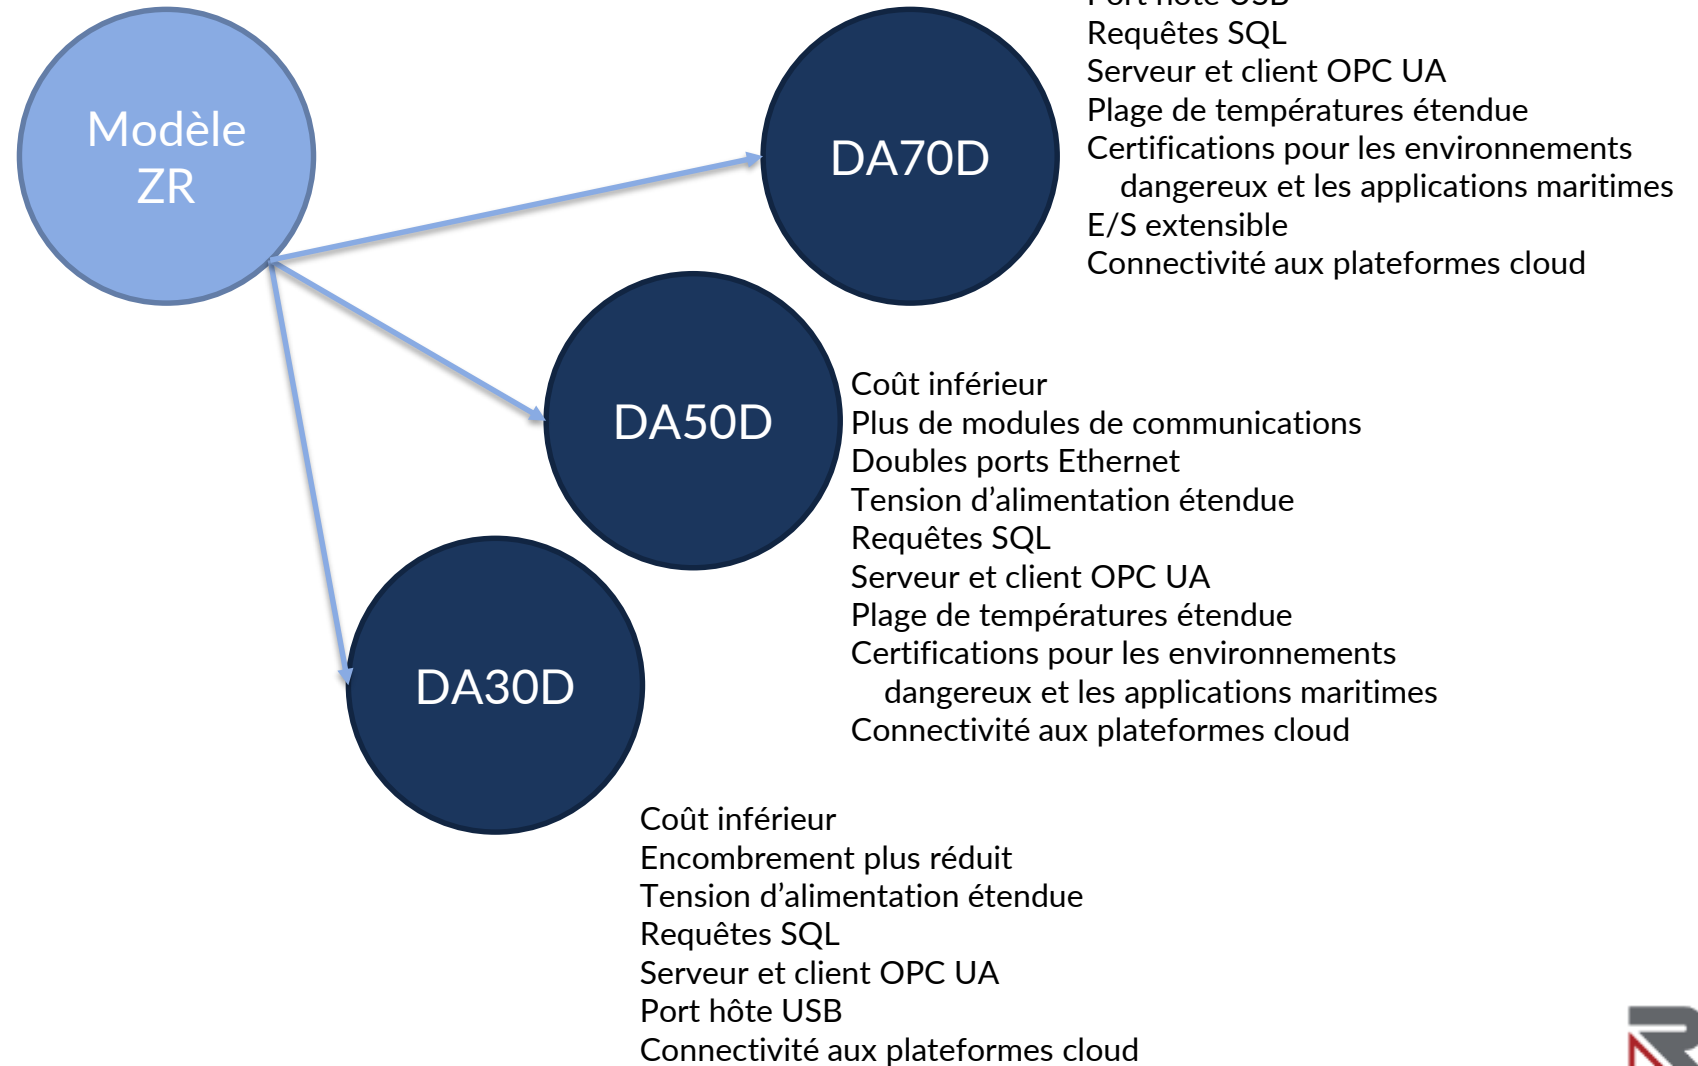 Port hôte USB
Modèle
ZR
DA70D
Requêtes SQL
Serveur et client OPC UA
Plage de températures étendue
Certifications pour les environnements
dangereux et les applications maritimes
E/S extensible
Connectivité aux plateformes cloud
DA50D
Coût inférieur
Plus de modules de communications
Doubles ports Ethernet
Tension d’alimentation étendue
Requêtes SQL
Serveur et client OPC UA
Plage de températures étendue
Certifications pour les environnements
dangereux et les applications maritimes
Connectivité aux plateformes cloud
DA30D
Coût inférieur
Encombrement plus réduit
Tension d’alimentation étendue
Requêtes SQL
Serveur et client OPC UA
Port hôte USB
Connectivité aux plateformes cloud